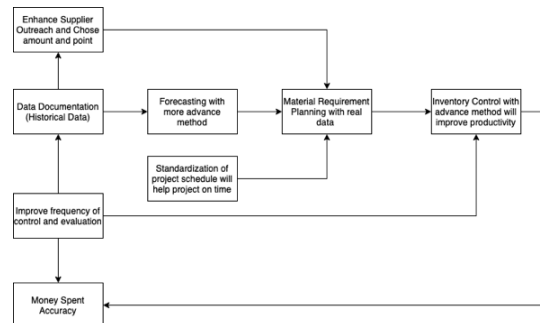 Enhance Supplier
Outreach and Chose
amount and point
Data Documentation
(Historical Data)
Forecasting with
more advance
method
Material Requirement
Planning with real
data
Inventory Control with
advance method will
improve productivity
Standardization of
project schedule will
help project on time
Improve frequency of
control and evaluation
Money Spent
Accuracy